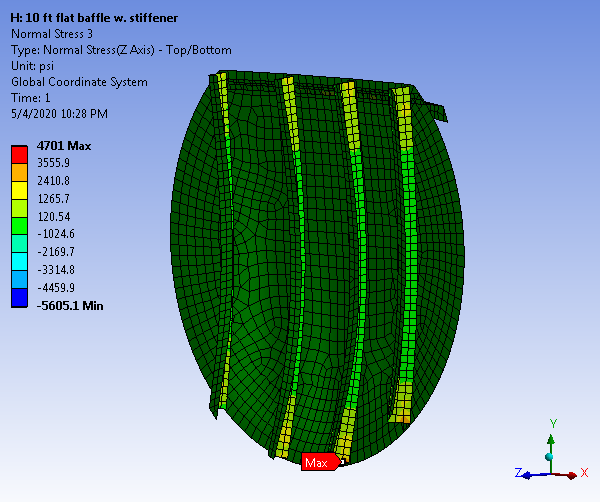 H: 10 ft flat baffle w. stiffener
Normal Stress 3
Type: Normal Stress(Z Axis) - Top/Bottom
Unit: psi
Global Coordinate System
Time: 1
5/4/2020 10:28 PM
4701 Max
3555.9
2410.8
1265.7
120.54
-1024.6
-2169.7
-3314.8
-4459.9
-5605.1 Min
Max
Y
Z
X